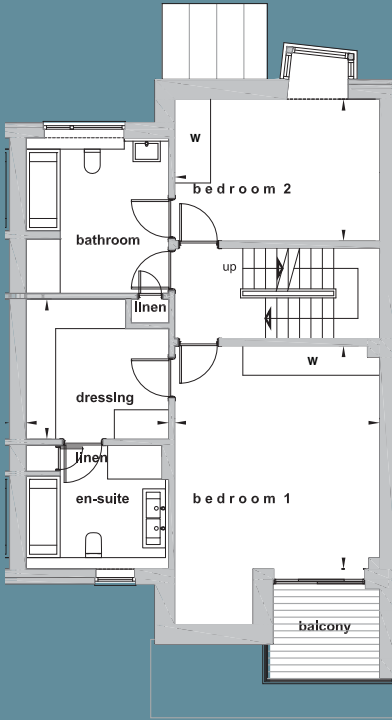 w
bedroom 2
bathroom
up
linen
w
dressing
linen
en-suite
bedroom 1
balcony